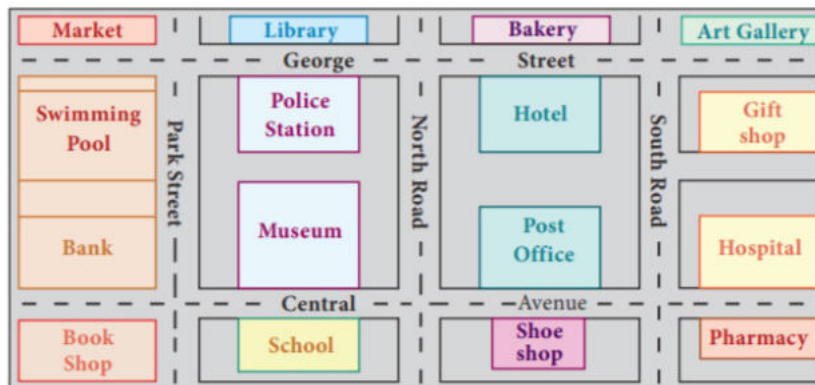 Market
Library
Bakery
Art Gallery
George Street
Swimming
Pool
Park Street
Police
Station
North Road
Hotel
South Road
Gift
shop
Bank
Museum
Post
Office
Hospital
Central Avenue
Book
Shop
School
Shoe
shop
Pharmacy